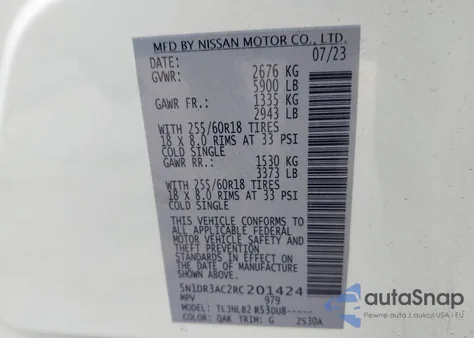 MFD BY NISSAN MOTOR CO., LTD.
DATE: 07/23
GVWR: 2676 KG
5900 LB
GAWR FR.: 1335 KG
2943 LB
WITH 255/60R18 TIRES
18 X 8.0 RIMS AT 33 PSI
COLD SINGLE
GAWR RR.: 1530 KG
3373 LB
WITH 255/60R18 TIRES
18 X 8.0 RIMS AT 33 PSI
COLD SINGLE
THIS VEHICLE CONFORMS TO
ALL APPLICABLE FEDERAL
MOTOR VEHICLE SAFETY AND
THEFT PREVENTION
STANDARDS IN EFFECT ON
THE DATE OF MANUFACTURE
SHOWN ABOVE.
5N1DR3AC2RC201424
MPV 979
MODEL: TLJNLB2 R53DU8-----
COLOR: QAK TRIM: G 2S30A
autoSnap
Pewne auta z USA